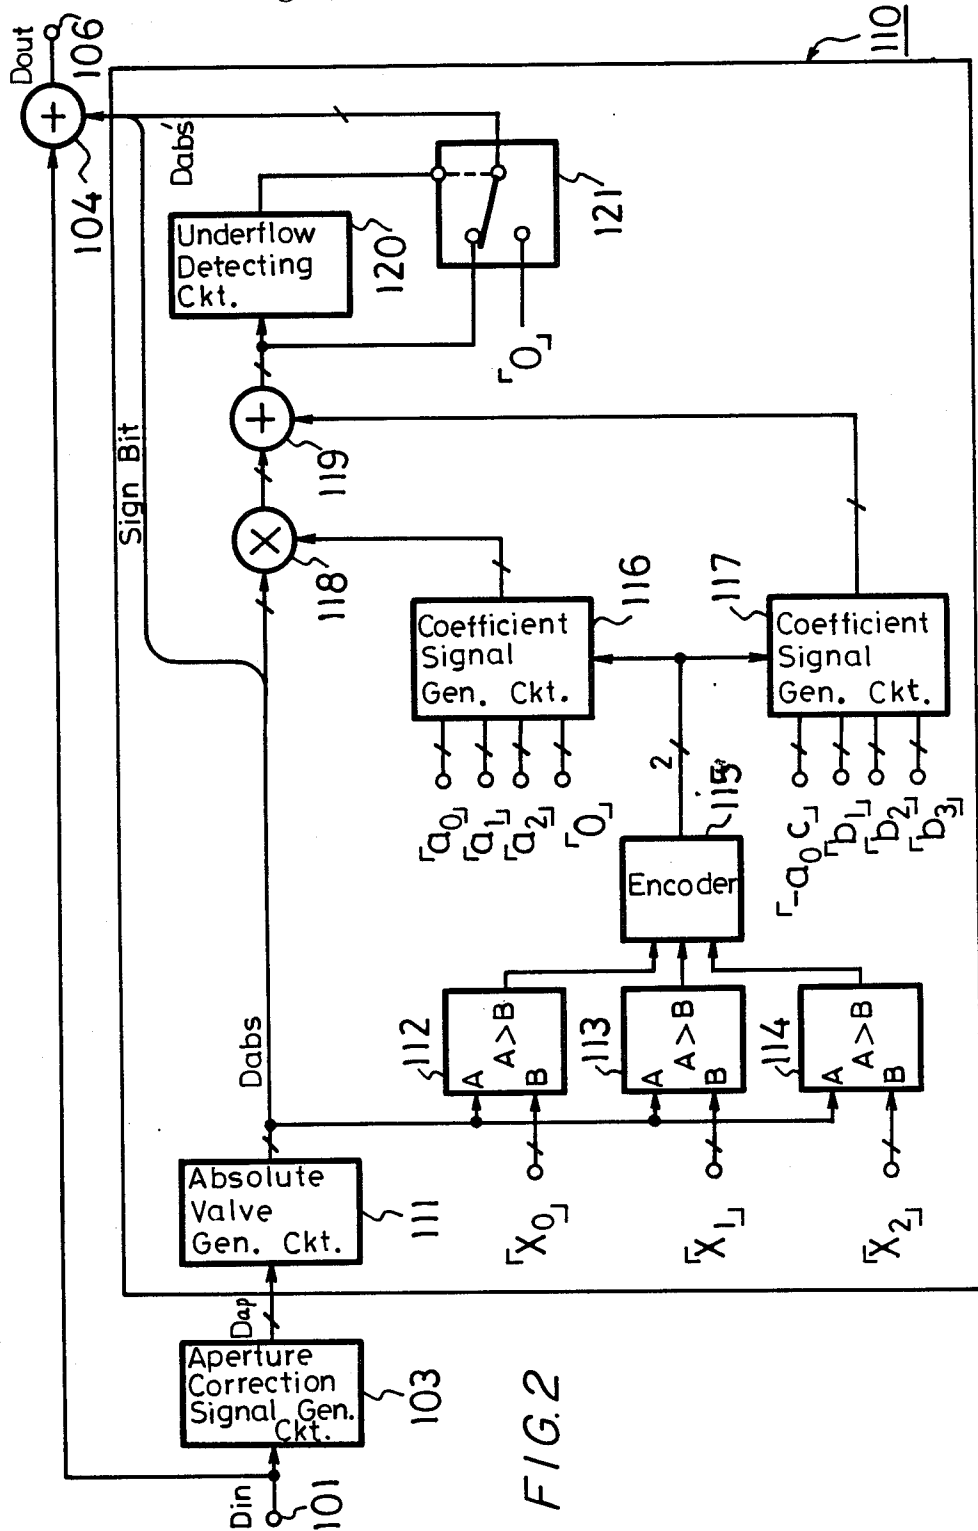 Dout
106
110
104
Dabs'
Underflow
Detecting
Ckt.
120
121
「0」
Sign Bit
119
118
Coefficient
Signal
Gen. Ckt.
116
Coefficient
Signal
Gen. Ckt.
117
「a0」
「a1」
「a2」
「0」
2
115
「-a0c」
「b1」
「b2」
「b3」
Encoder
Dabs
112
A
A>B
B
113
A
A>B
B
114
A
A>B
B
Absolute
Valve
Gen. Ckt.
111
「X0」
「X1」
「X2」
Dap
Aperture
Correction
Signal Gen.
Ckt.
103
Din
101
FIG.2